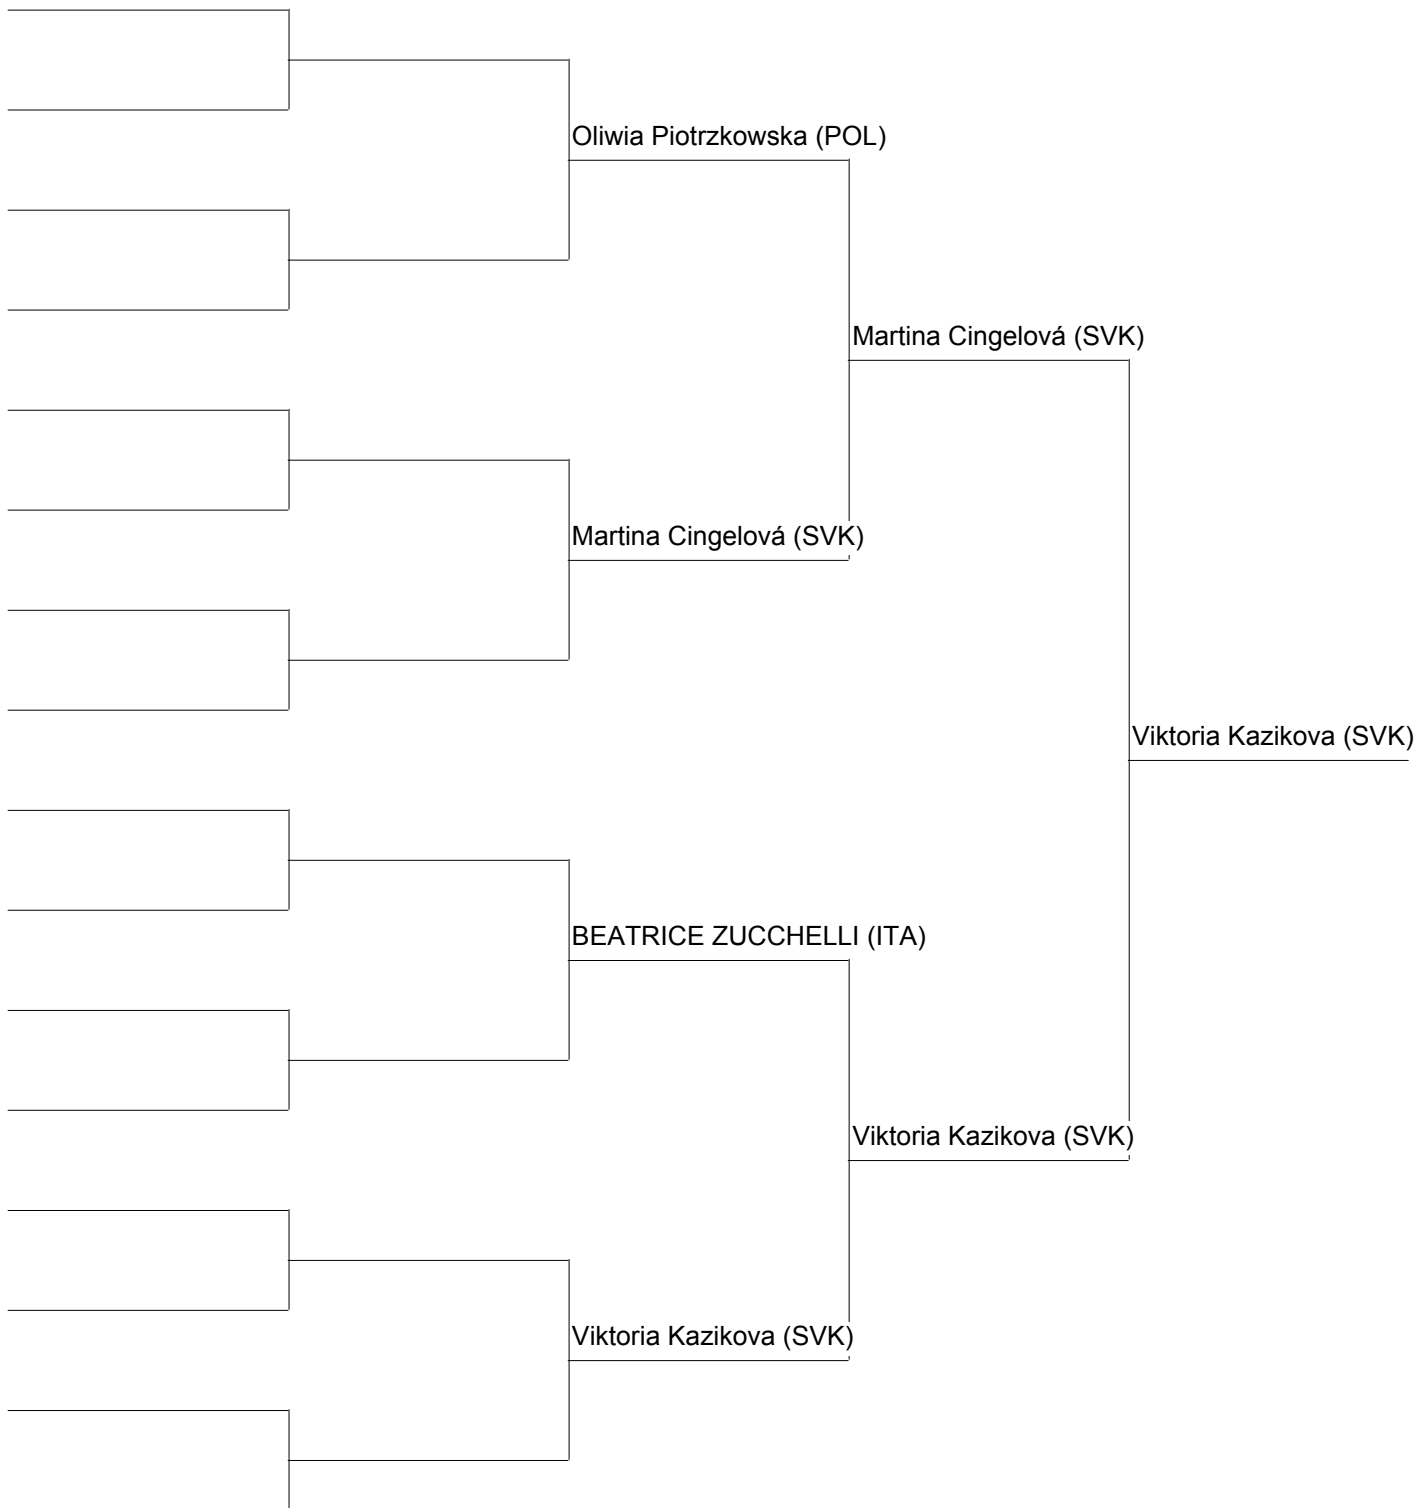 Oliwia Piotrzkowska (POL)
Martina Cingelová (SVK)
Martina Cingelová (SVK)
Viktoria Kazikova (SVK)
BEATRICE ZUCCHELLI (ITA)
Viktoria Kazikova (SVK)
Viktoria Kazikova (SVK)